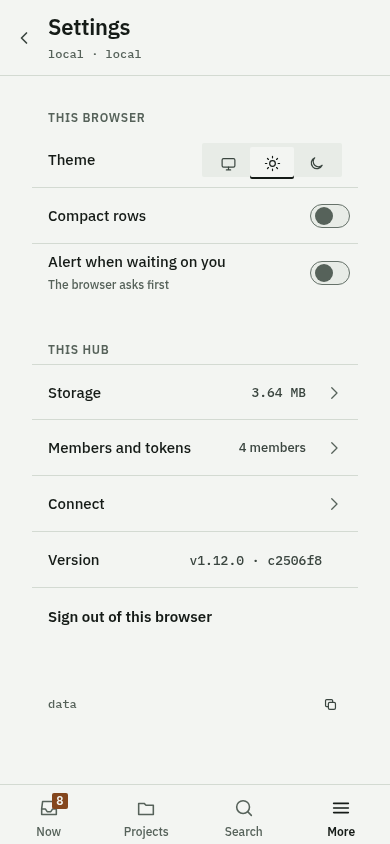 Settings
local · local
THIS BROWSER
Theme
Compact rows
Alert when waiting on you
The browser asks first
THIS HUB
Storage 3.64 MB
Members and tokens 4 members
Connect
Version v1.12.0 · c2506f8
Sign out of this browser
data
8
Now Projects Search More